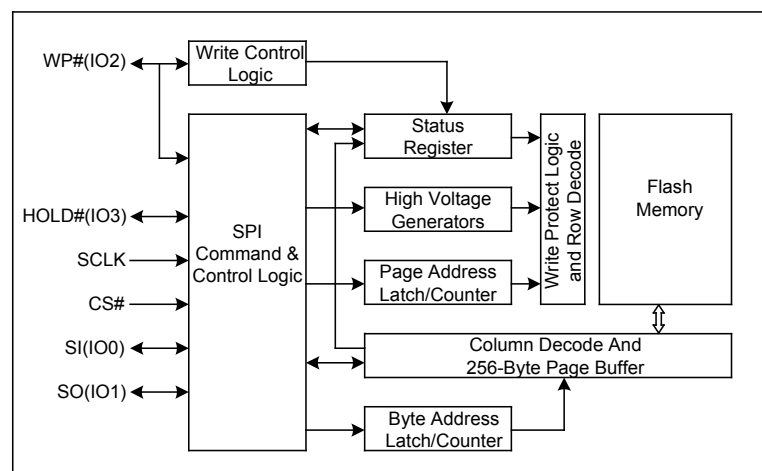 WP#(IO2)
Write Control
Logic
Status
Register
HOLD#(IO3)
SCLK
CS#
SI(IO0)
SO(IO1)
SPI
Command &
Control Logic
High Voltage
Generators
Page Address
Latch/Counter
Write Protect Logic
and Row Decode
Flash
Memory
Column Decode And
256-Byte Page Buffer
Byte Address
Latch/Counter